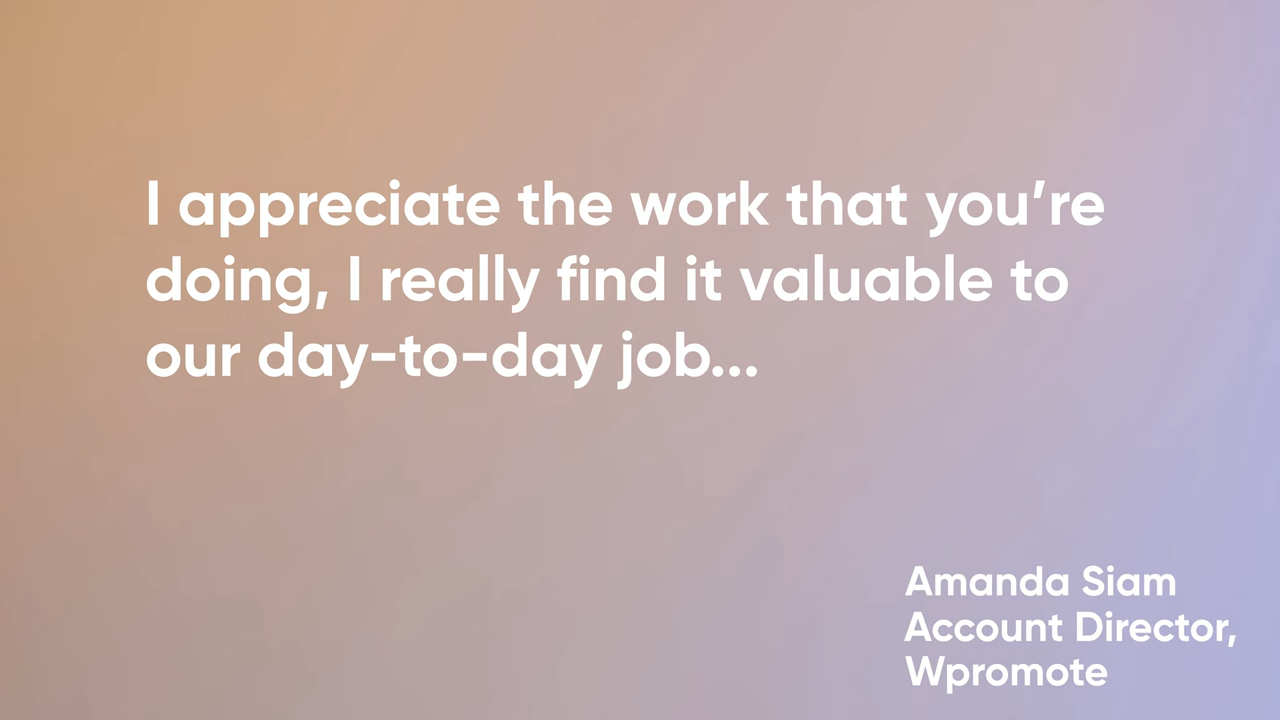 I appreciate the work that you’re
doing, I really find it valuable to
our day-to-day job...
Amanda Siam
Account Director,
Wpromote